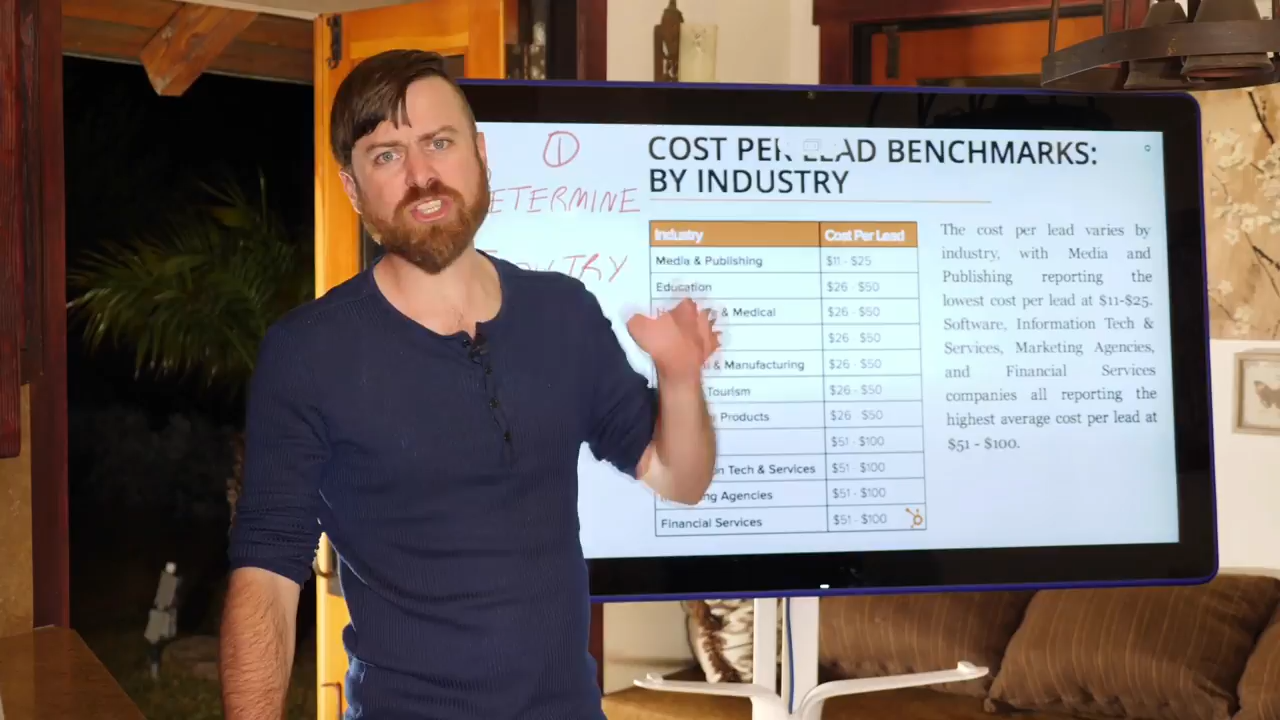 ①
ETERMINE
TRY
COST PER LEAD BENCHMARKS:
BY INDUSTRY
Industry Cost Per Lead
Media & Publishing $11 - $25
Education $26 - $50
& Medical $26 - $50
$26 - $50
& Manufacturing $26 - $50
Tourism $26 - $50
Products $26 - $50
$51 - $100
n Tech & Services $51 - $100
Agencies $51 - $100
Financial Services $51 - $100
The cost per lead varies by
industry, with Media and
Publishing reporting the
lowest cost per lead at $11-$25.
Software, Information Tech &
Services, Marketing Agencies,
and Financial Services
companies all reporting the
highest average cost per lead at
$51 - $100.